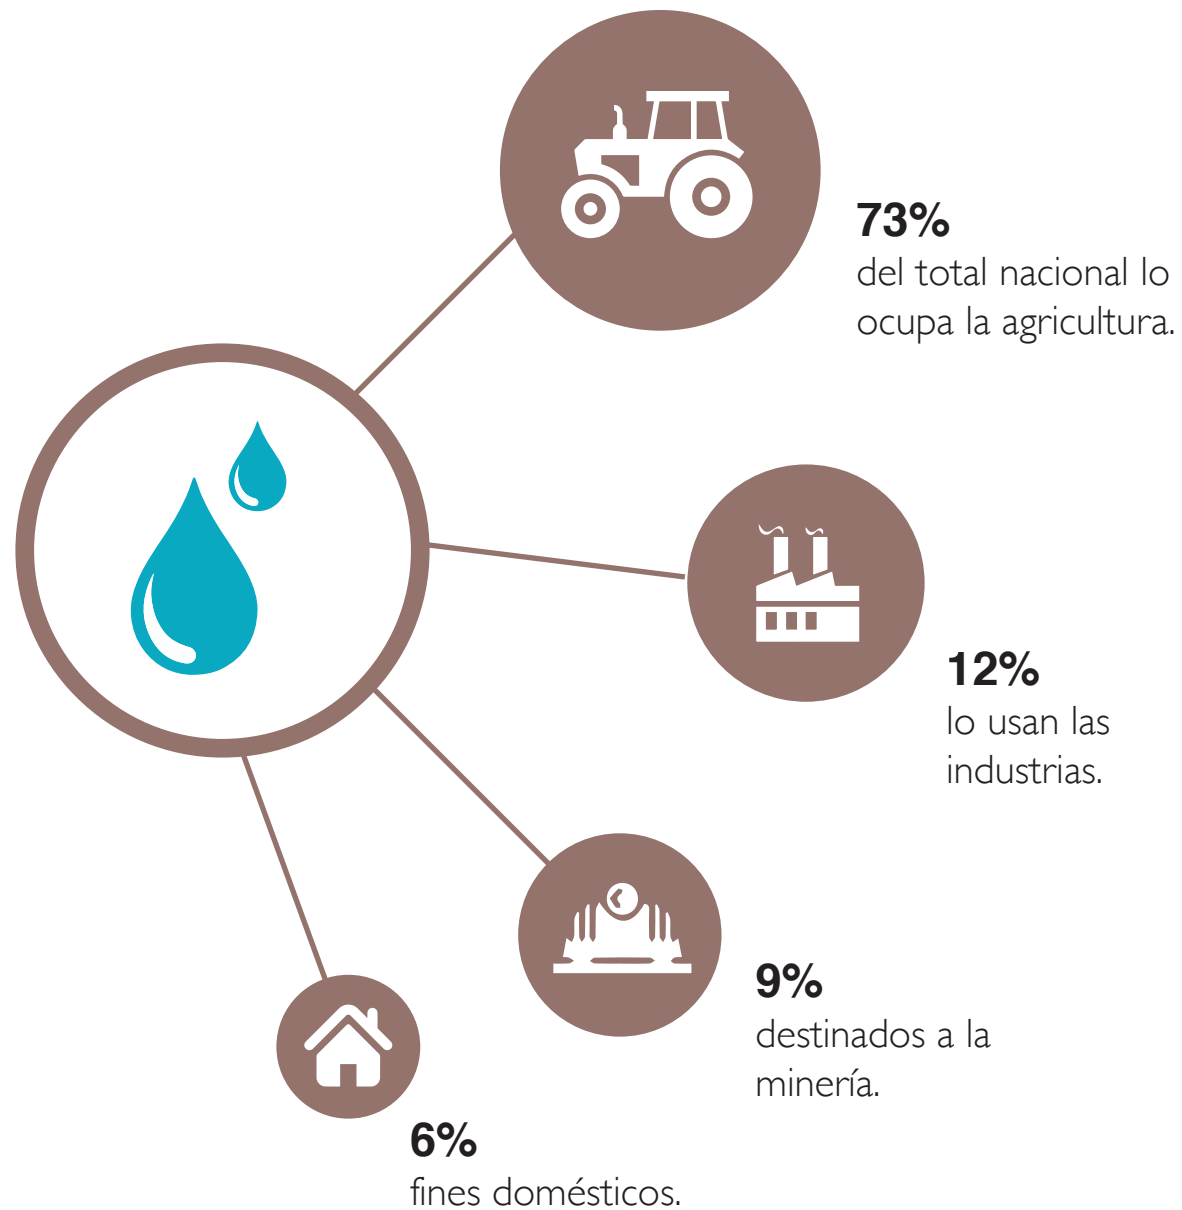 73%
del total nacional lo
ocupa la agricultura.
12%
lo usan las
industrias.
9%
destinados a la
minería.
6%
fines domésticos.